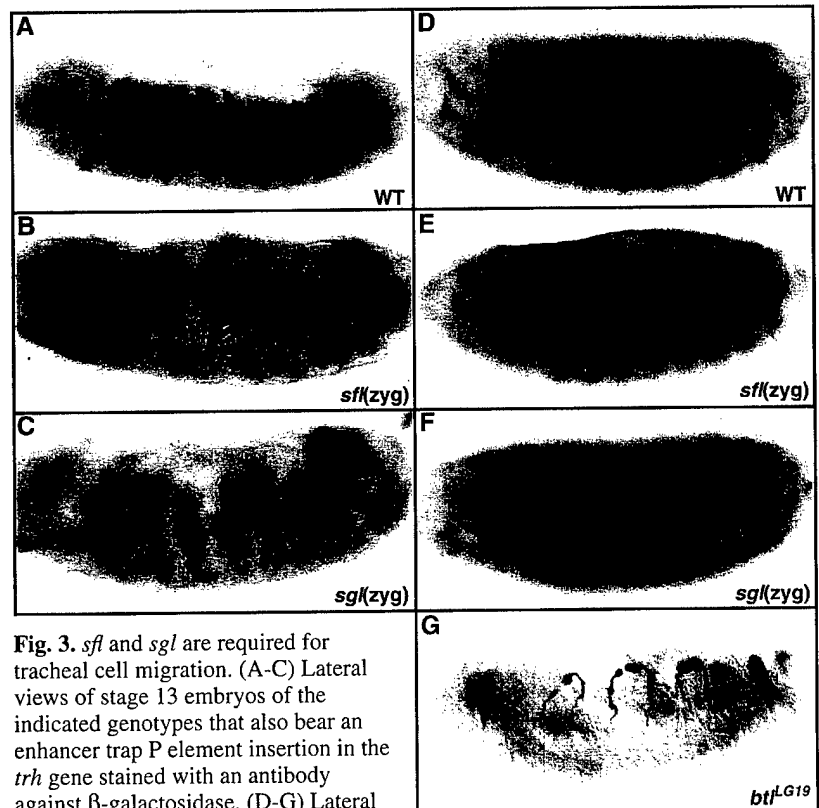 A
WT
D
WT
B
sfl(zyg)
E
sfl(zyg)
C
sgl(zyg)
F
sgl(zyg)
G
btlLG19
Fig. 3. sfl and sgl are required for
tracheal cell migration. (A-C) Lateral
views of stage 13 embryos of the
indicated genotypes that also bear an
enhancer trap P element insertion in the
trh gene stained with an antibody
against β-galactosidase. (D-G) Lateral